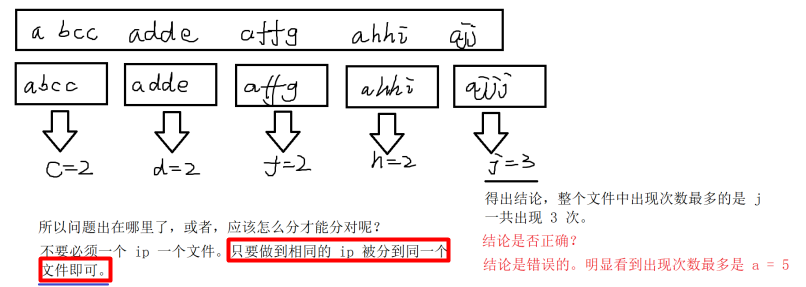 a bcc adde affg ahhi ajj
abcc adde affg ahhi ajjj
c=2 d=2 f=2 h=2 j=3
得出结论，整个文件中出现次数最多的是 j
一共出现 3 次。
所以问题出在哪里了，或者，应该怎么分才能分对呢？
结论是否正确？
不要必须一个 ip 一个文件。只要做到相同的 ip 被分到同一个
文件即可。
结论是错误的。明显看到出现次数最多是 a = 5